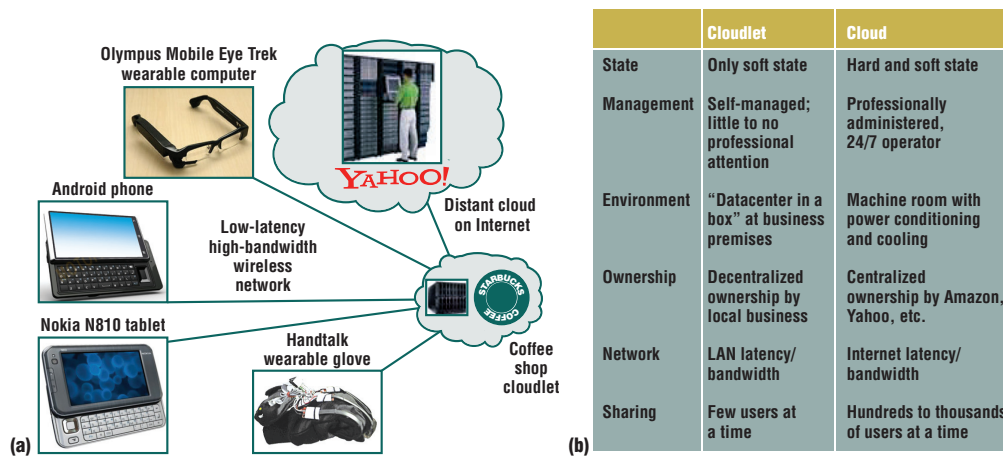 Olympus Mobile Eye Trek
wearable computer
YAHOO!
Android phone
Distant cloud
on Internet
Low-latency
high-bandwidth
wireless
network
STARBUCKS
COFFEE
Nokia N810 tablet
Handtalk
wearable glove
Coffee
shop
cloudlet
(a)
Cloudlet Cloud
State Only soft state Hard and soft state
Management Self-managed; Professionally
little to no administered,
professional 24/7 operator
attention
Environment “Datacenter in a Machine room with
box” at business power conditioning
premises and cooling
Ownership Decentralized Centralized
ownership by ownership by Amazon,
local business Yahoo, etc.
Network LAN latency/ Internet latency/
bandwidth bandwidth
Sharing Few users at Hundreds to thousands
a time of users at a time
(b)